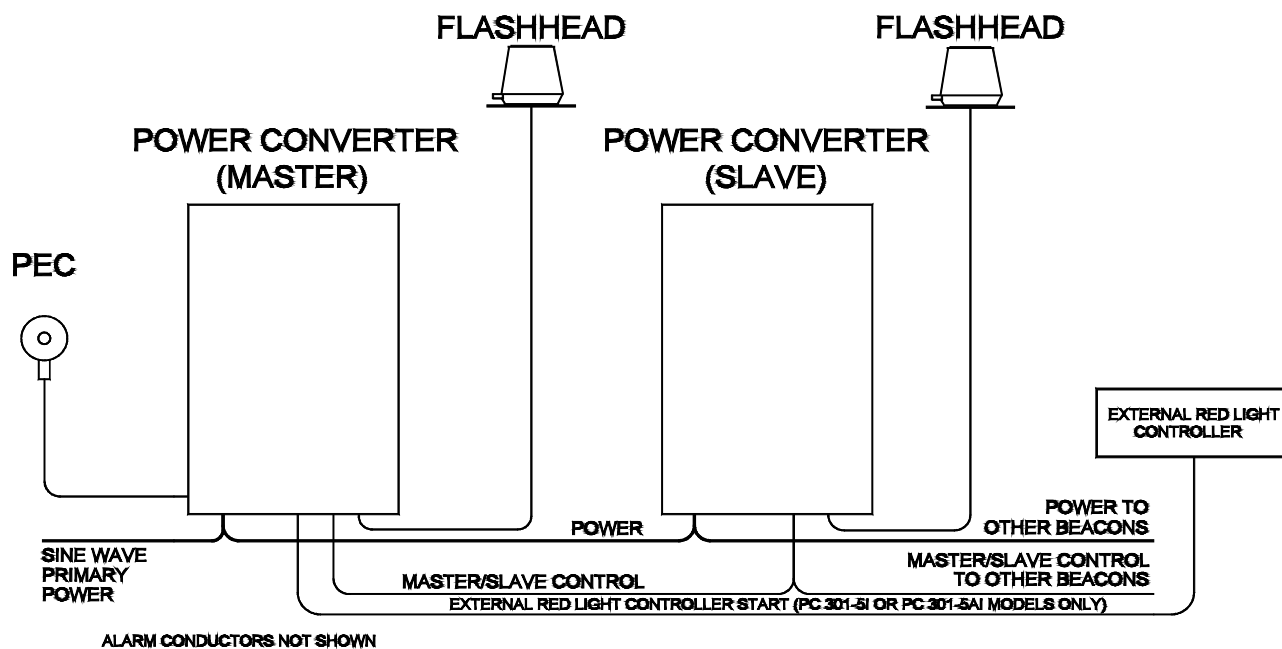 FLASHHEAD
FLASHHEAD
POWER CONVERTER
(MASTER)
POWER CONVERTER
(SLAVE)
PEC
EXTERNAL RED LIGHT
CONTROLLER
POWER TO
OTHER BEACONS
POWER
SINE WAVE
PRIMARY
POWER
MASTER/SLAVE CONTROL
TO OTHER BEACONS
MASTER/SLAVE CONTROL
EXTERNAL RED LIGHT CONTROLLER START (PC 301-5I OR PC 301-5AI MODELS ONLY)
ALARM CONDUCTORS NOT SHOWN